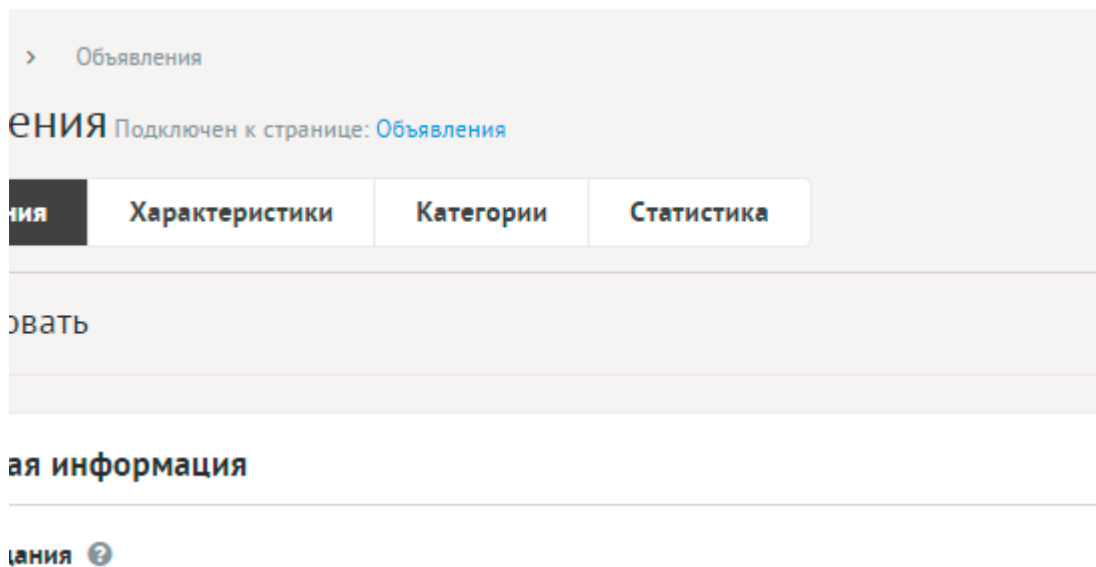 > Объявления
ения Подключен к странице: Объявления
ния Характеристики Категории Статистика
овать
ая информация
дания ?